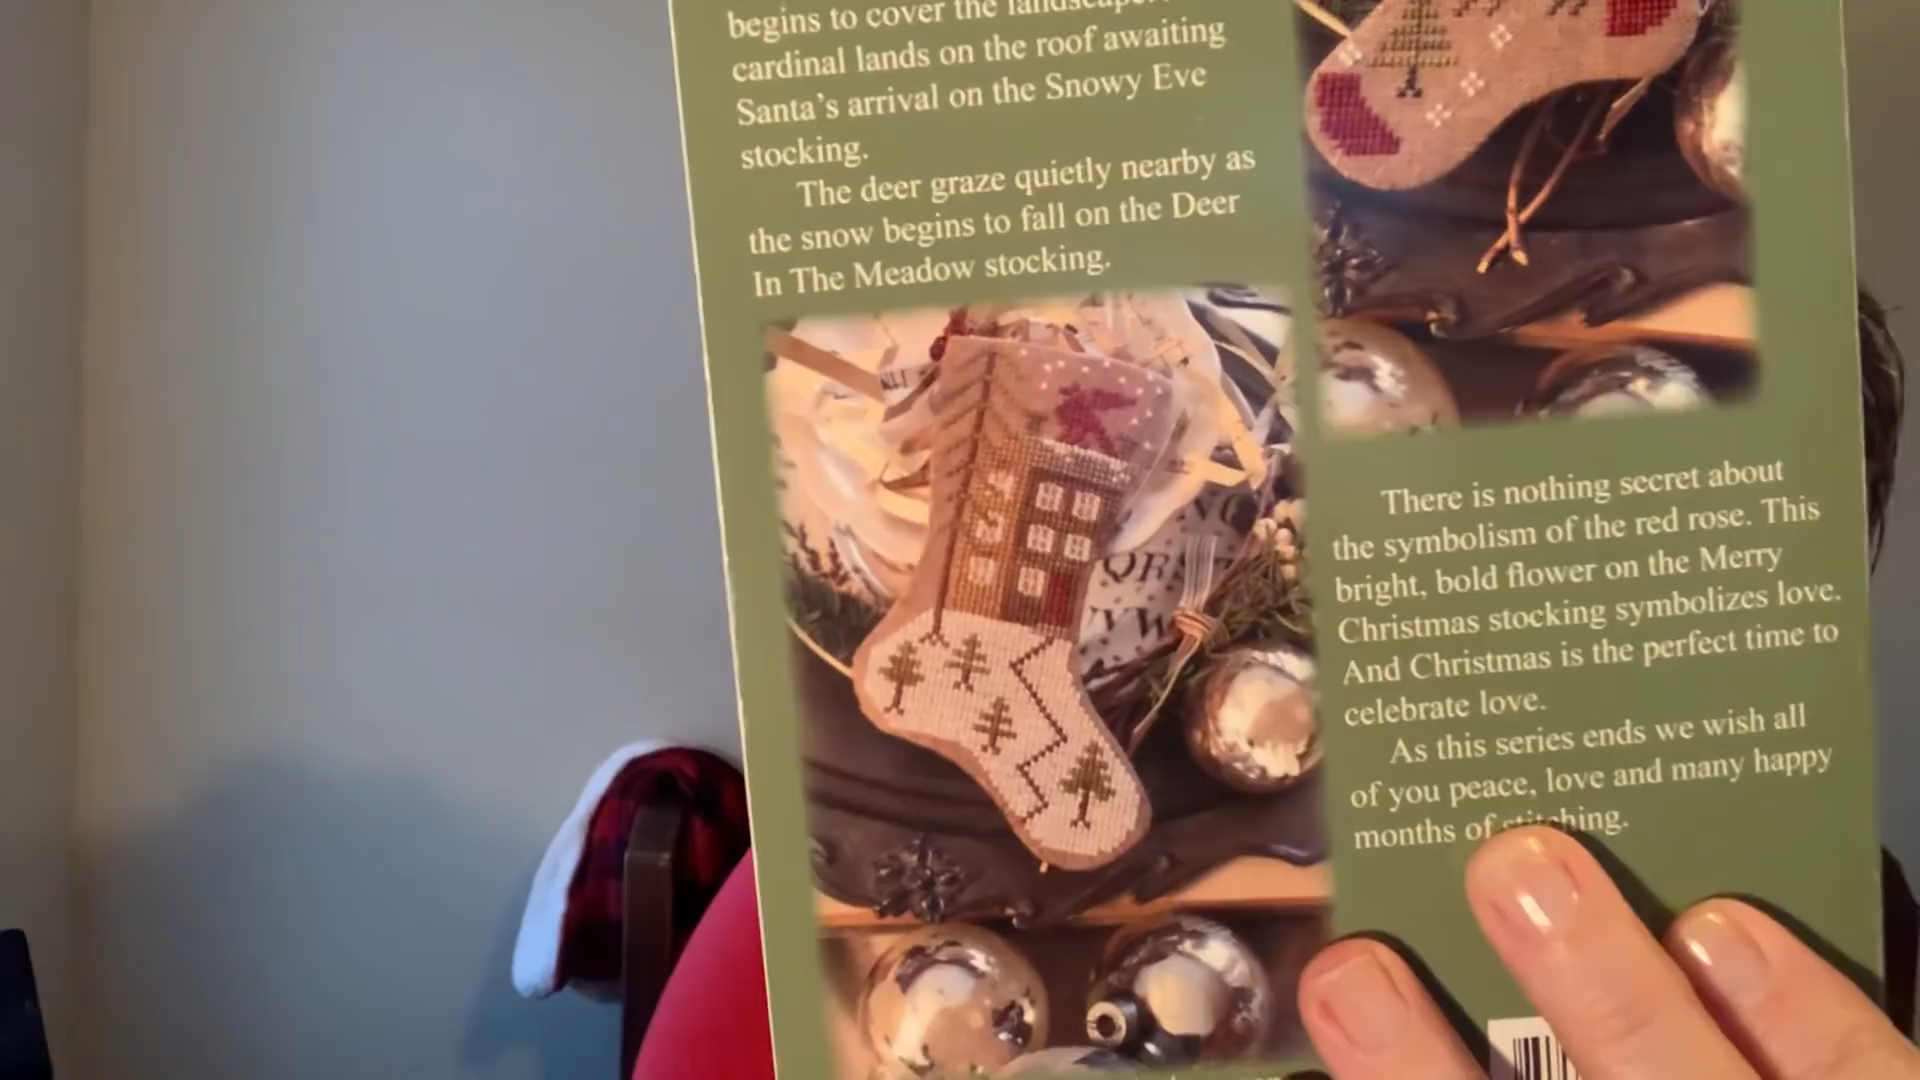 begins to cover the landscape.
cardinal lands on the roof awaiting
Santa's arrival on the Snowy Eve
stocking.
The deer graze quietly nearby as
the snow begins to fall on the Deer
In The Meadow stocking.
There is nothing secret about
the symbolism of the red rose. This
bright, bold flower on the Merry
Christmas stocking symbolizes love.
And Christmas is the perfect time to
celebrate love.
As this series ends we wish all
of you peace, love and many happy
months of stitching.